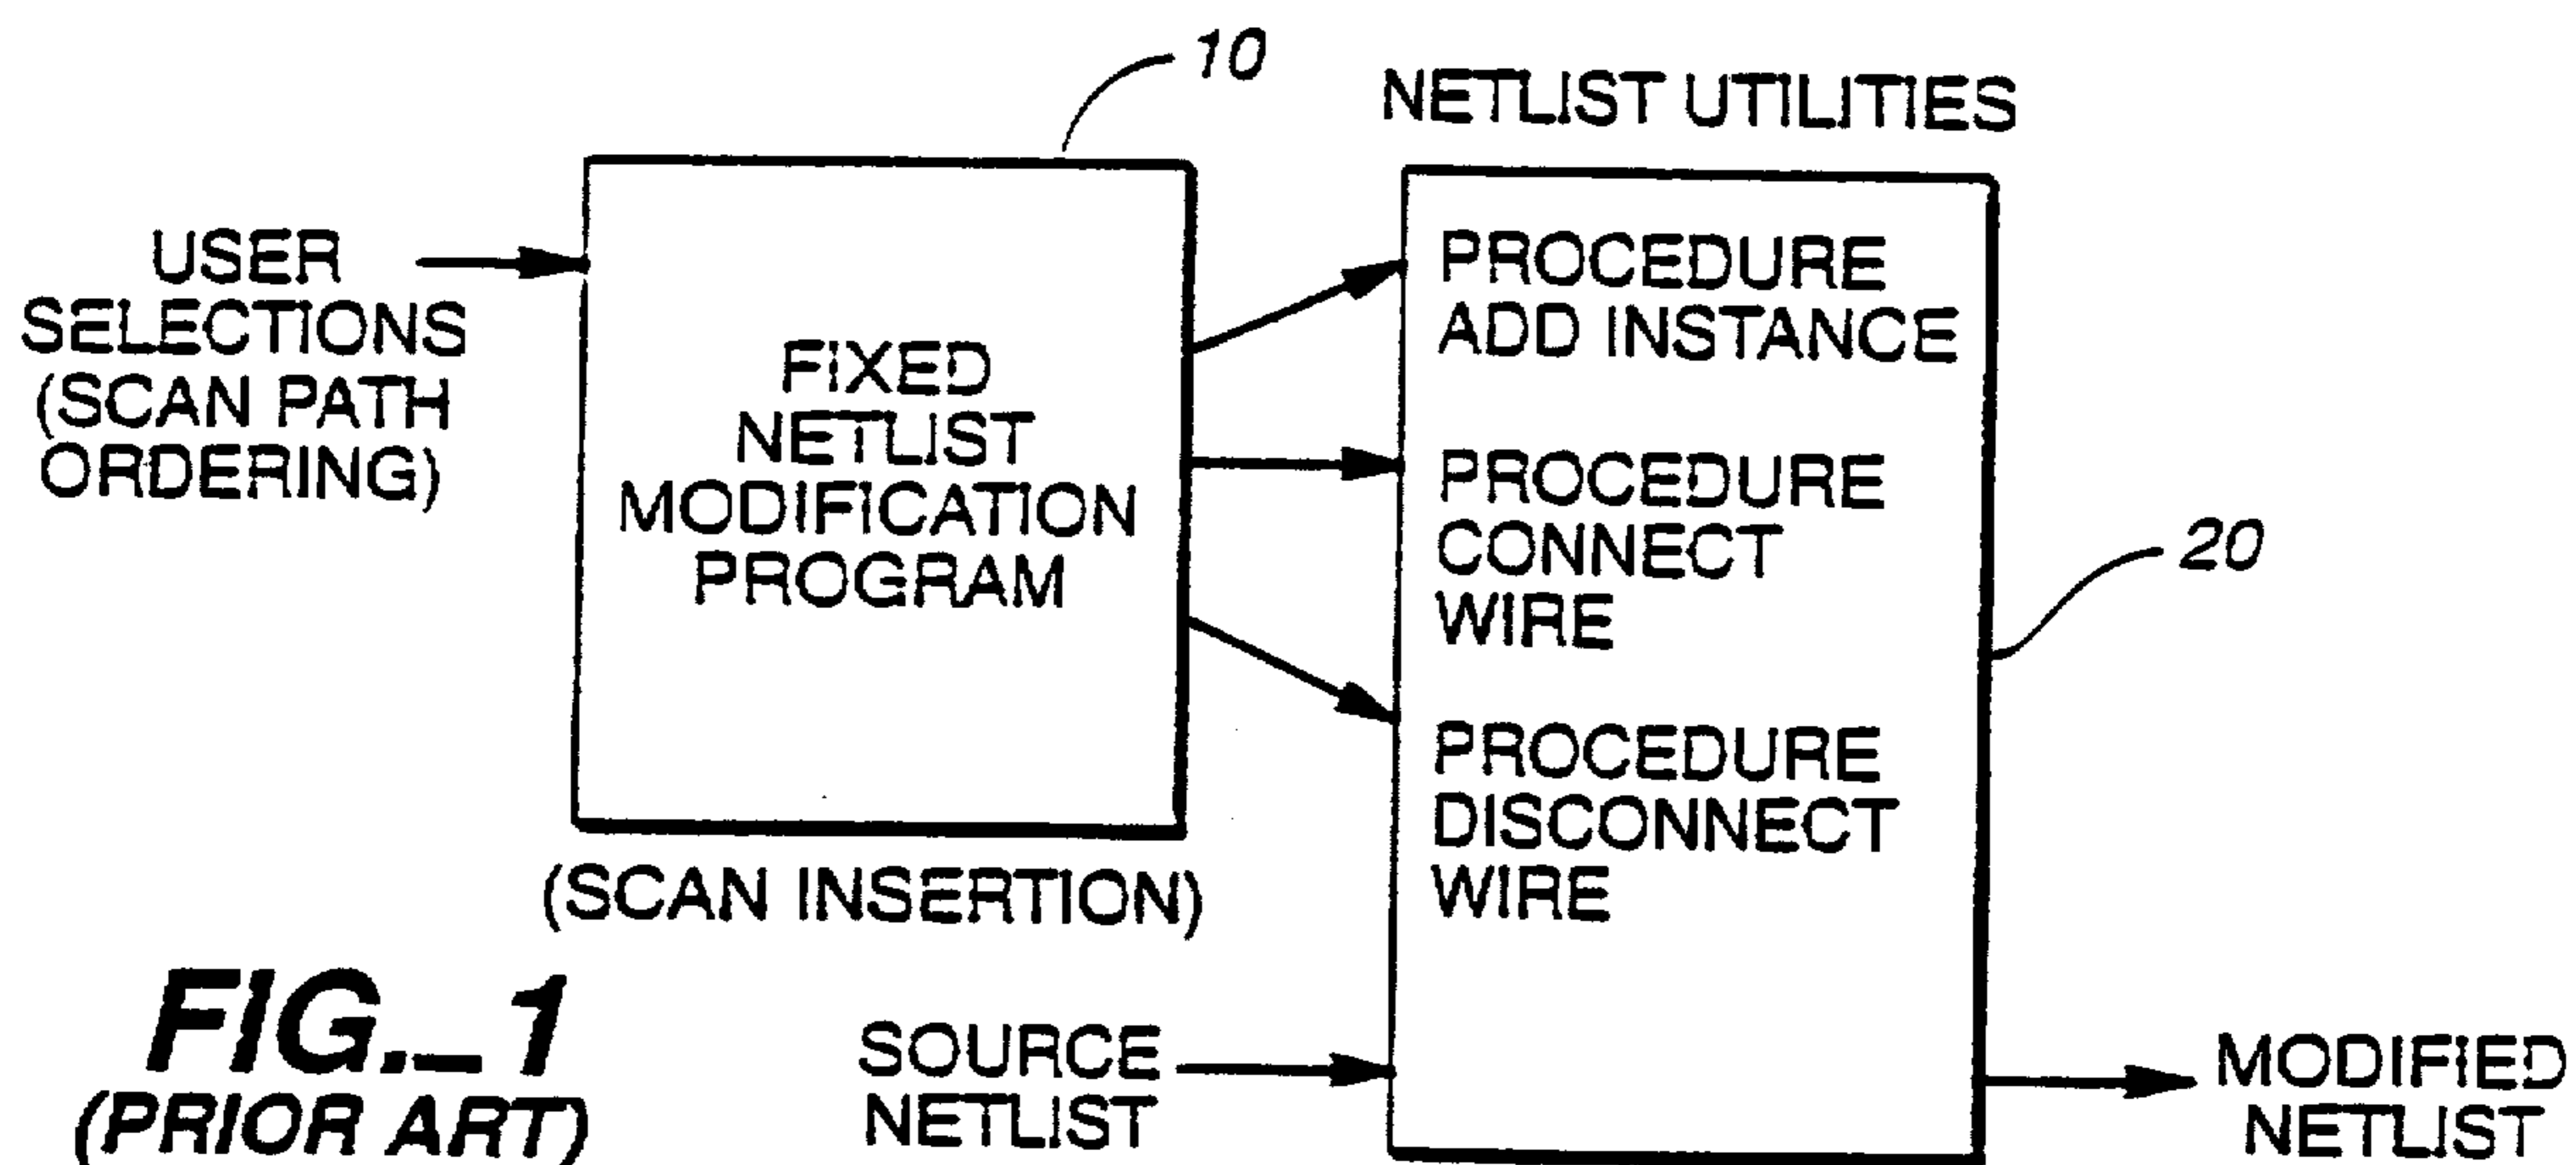 10
NETLIST UTILITIES
USER
SELECTIONS
(SCAN PATH
ORDERING)
FIXED
NETLIST
MODIFICATION
PROGRAM
(SCAN INSERTION)
PROCEDURE
ADD INSTANCE
PROCEDURE
CONNECT
WIRE
PROCEDURE
DISCONNECT
WIRE
20
SOURCE
NETLIST
MODIFIED
NETLIST
FIG._1
(PRIOR ART)